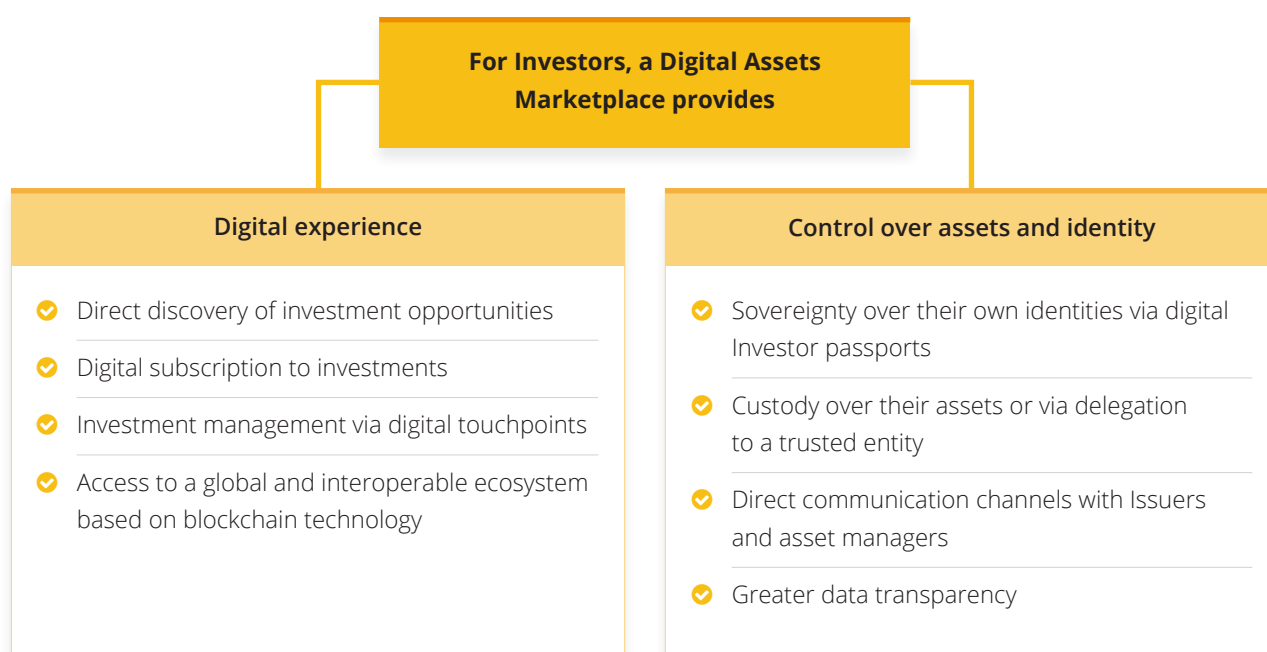 For Investors, a Digital Assets
Marketplace provides
Digital experience
Direct discovery of investment opportunities
Digital subscription to investments
Investment management via digital touchpoints
Access to a global and interoperable ecosystem
based on blockchain technology
Control over assets and identity
Sovereignty over their own identities via digital
Investor passports
Custody over their assets or via delegation
to a trusted entity
Direct communication channels with Issuers
and asset managers
Greater data transparency